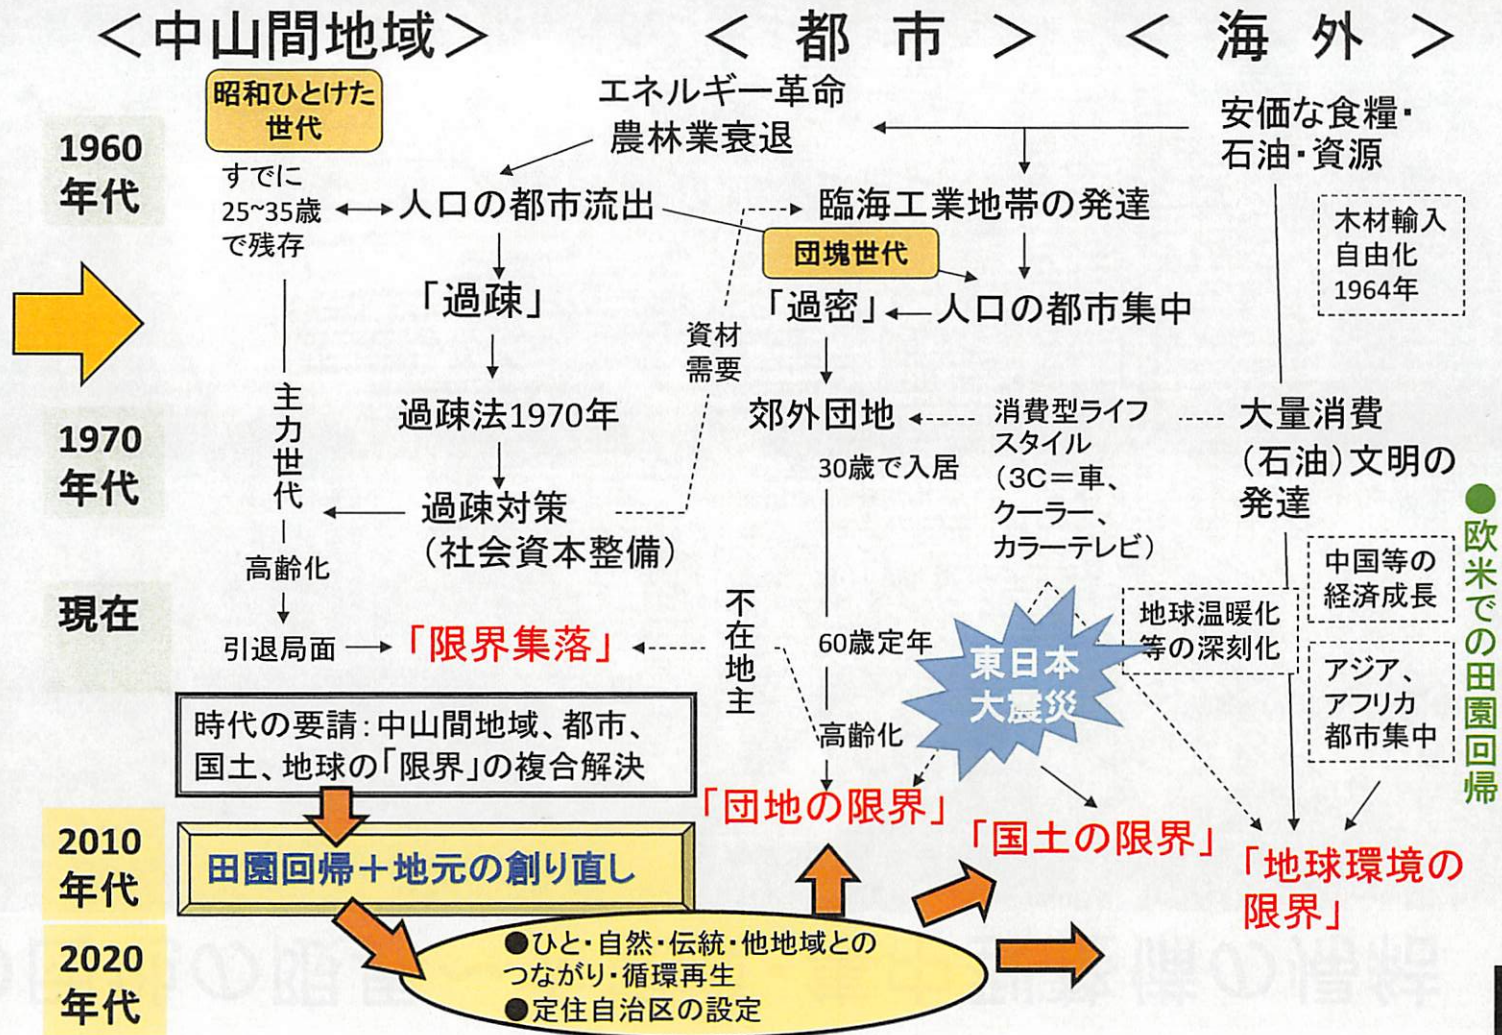 <中山間地域>
< 都 市 >
< 海 外 >
昭和ひとけた
世代
エネルギー革命
農林業衰退
安価な食糧・
石油・資源
1960
年代
すでに
25~35歳
で残存
人口の都市流出
臨海工業地帯の発達
木材輸入
自由化
1964年
団塊世代
「過疎」
「過密」
人口の都市集中
資材
需要
主力世代
1970
年代
過疎法1970年
郊外団地
30歳で入居
消費型ライフ
スタイル
(3C=車、
クーラー、
カラーテレビ)
大量消費
(石油)文明の
発達
過疎対策
(社会資本整備)
●欧米での田園回帰
高齢化
現在
引退局面
「限界集落」
不在地主
60歳定年
東日本
大震災
地球温暖化
等の深刻化
中国等の
経済成長
アジア、
アフリカ
都市集中
高齢化
時代の要請:中山間地域、都市、
国土、地球の「限界」の複合解決
「団地の限界」
「国土の限界」
「地球環境の
限界」
2010
年代
田園回帰+地元の創り直し
2020
年代
●ひと・自然・伝統・他地域との
つながり・循環再生
●定住自治区の設定